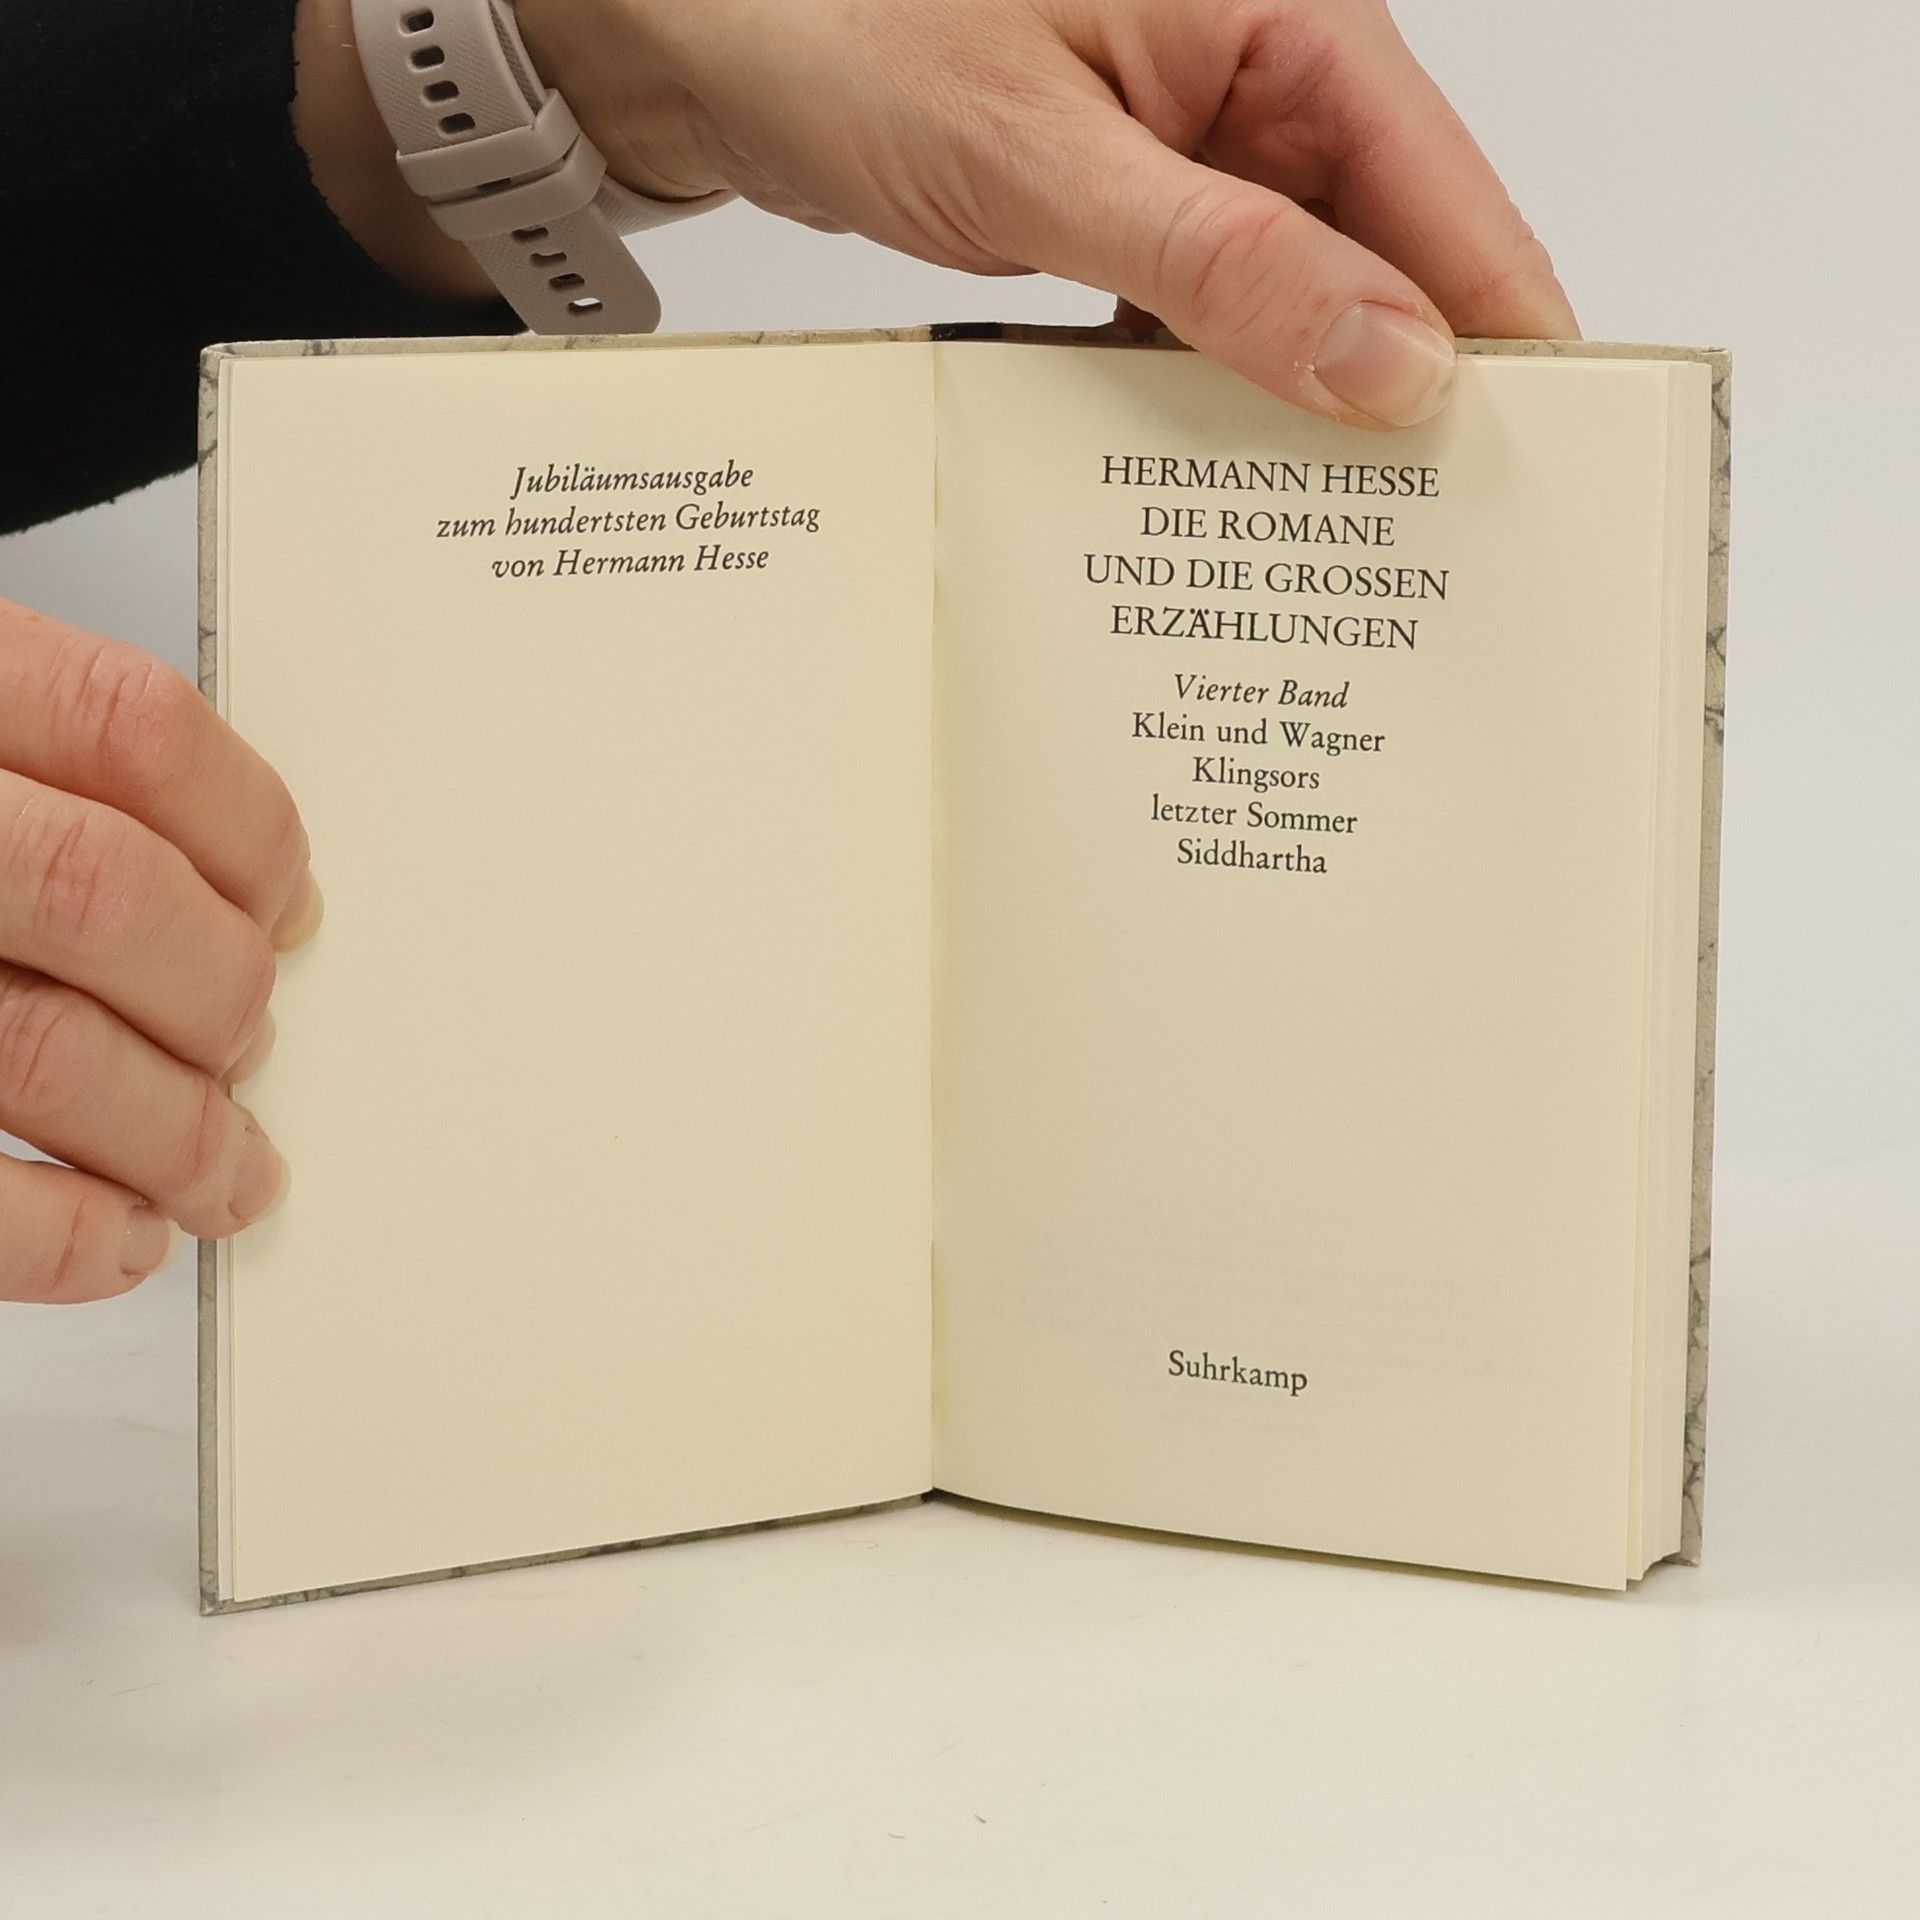 Jubiläumsausgabe
zum hundertsten Geburtstag
von Hermann Hesse
HERMANN HESSE
DIE ROMANE
UND DIE GROSSEN
ERZÄHLUNGEN
Vierter Band
Klein und Wagner
Klingsors
letzter Sommer
Siddhartha
Suhrkamp